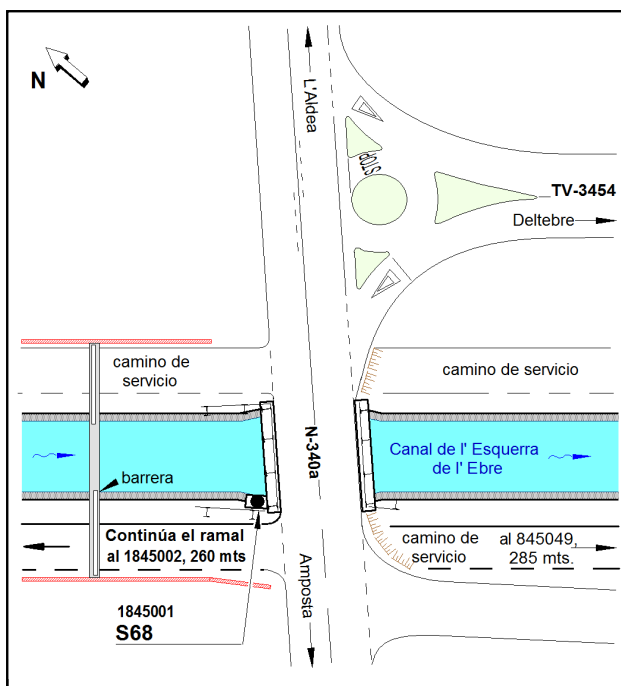 N
L'Aldea
STOP
TV-3454
Deltebre
camino de
servicio
camino de servicio
N-340a
Canal de l' Esquerra
de l' Ebre
barrera
Continúa el ramal
al 1845002, 260 mts
camino de
servicio
al 845049,
285 mts.
Amposta
1845001
S68